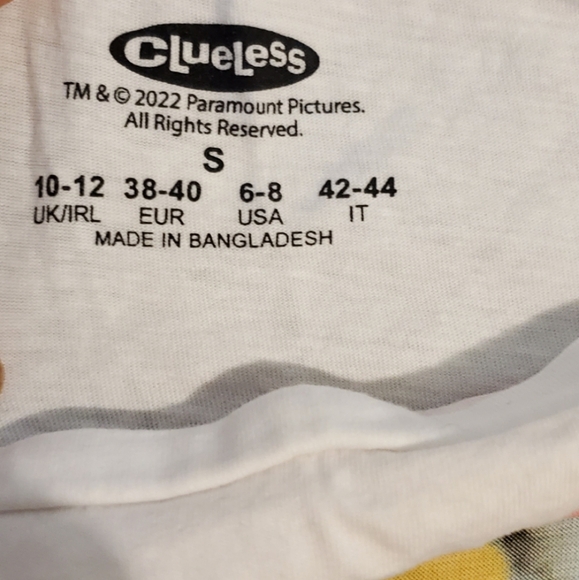 CLUELESS
TM & © 2022 Paramount Pictures.
All Rights Reserved.
S
10-12 38-40 6-8 42-44
UK/IRL EUR USA IT
MADE IN BANGLADESH